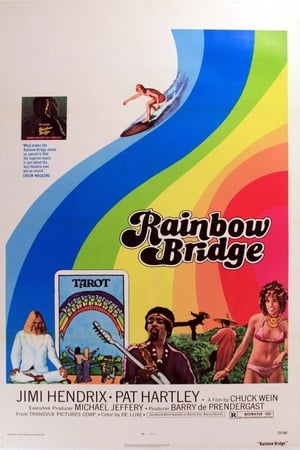 "What makes the
Rainbow Bridge album
so special is that
the superior music
is just about the
best Hendrix ever
put on record."
CREEM MAGAZINE
Rainbow
Bridge
TAROT
JIMI HENDRIX · PAT HARTLEY · A Film by CHUCK WEIN
Executive Producer MICHAEL JEFFERY · Producer BARRY de PRENDERGAST
From TRANSVUE PICTURES CORP · Color by DE LUXE ·
R
RESTRICTED
"Rainbow Bridge"